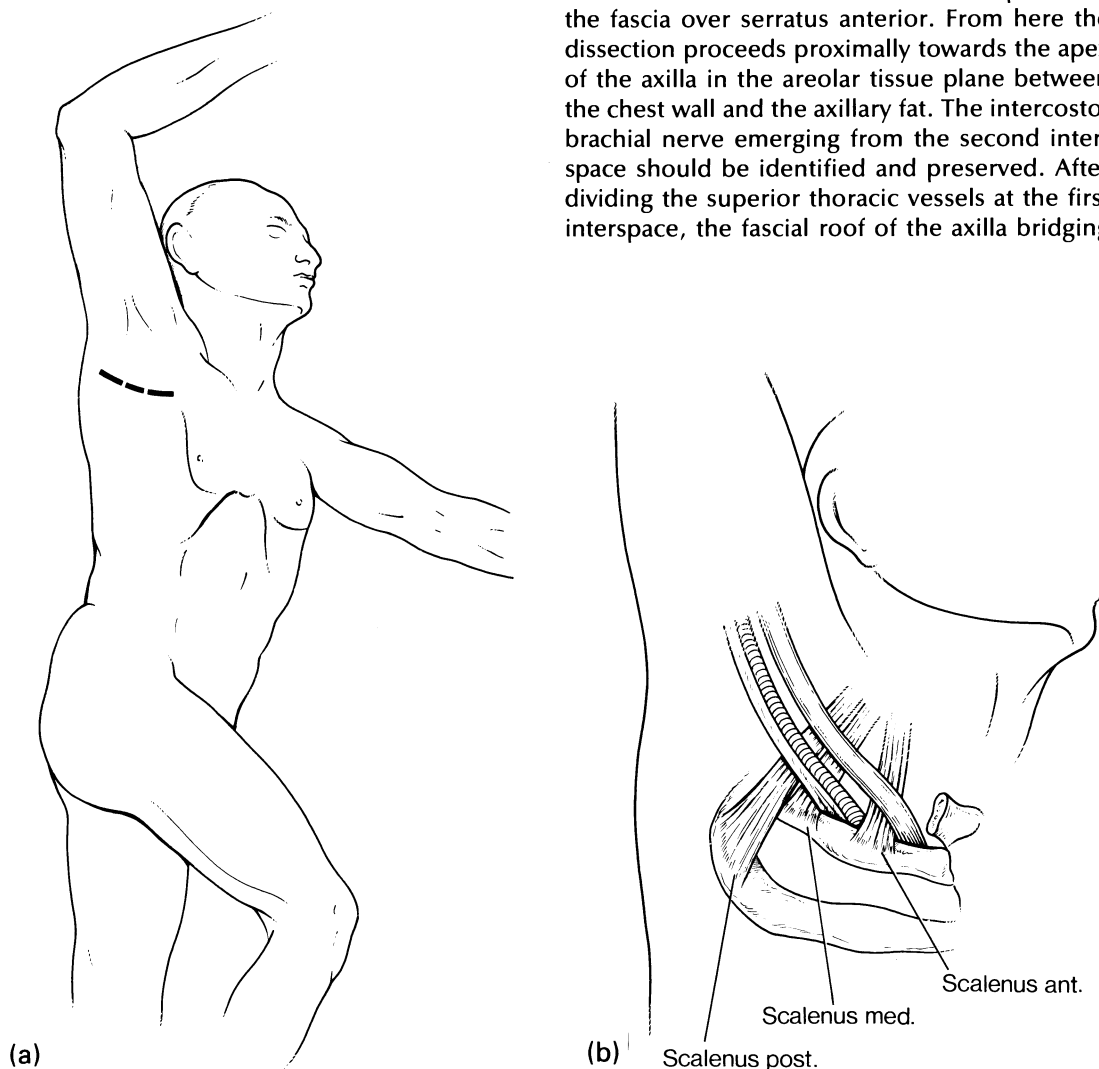 the fascia over serratus anterior. From here the
dissection proceeds proximally towards the ape
of the axilla in the areolar tissue plane between
the chest wall and the axillary fat. The intercosto
brachial nerve emerging from the second inter
space should be identified and preserved. Afte
dividing the superior thoracic vessels at the firs
interspace, the fascial roof of the axilla bridging
Scalenus ant.
Scalenus med.
Scalenus post.
(a)
(b)